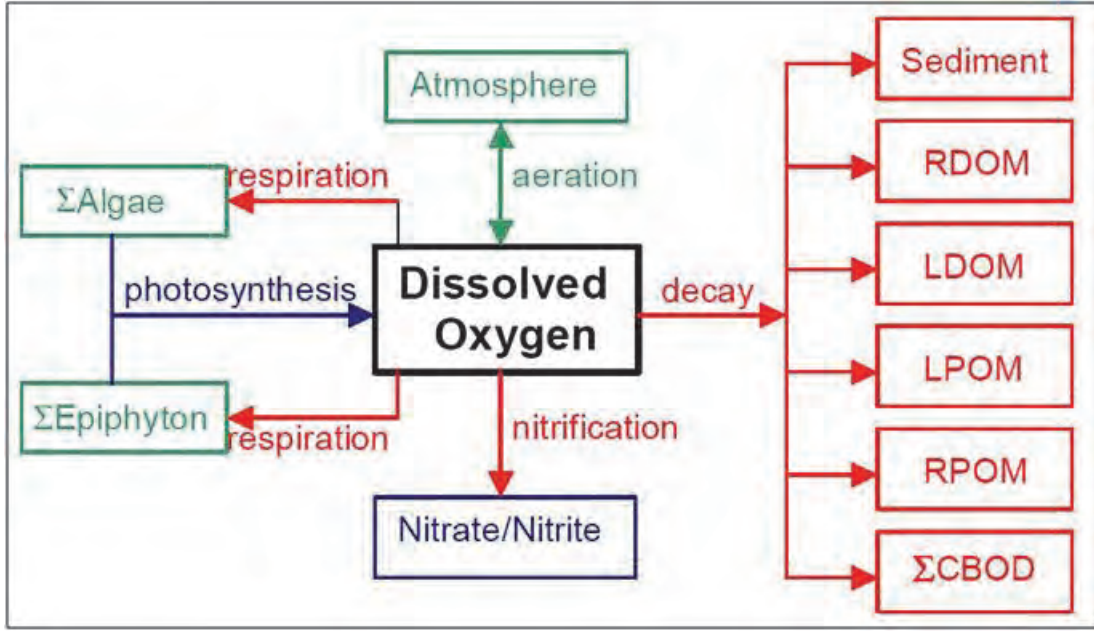 Atmosphere
Sediment
respiration
aeration
ΣAlgae
RDOM
photosynthesis
Dissolved
Oxygen
decay
LDOM
LPOM
ΣEpiphyton
respiration
nitrification
RPOM
Nitrate/Nitrite
ΣCBOD